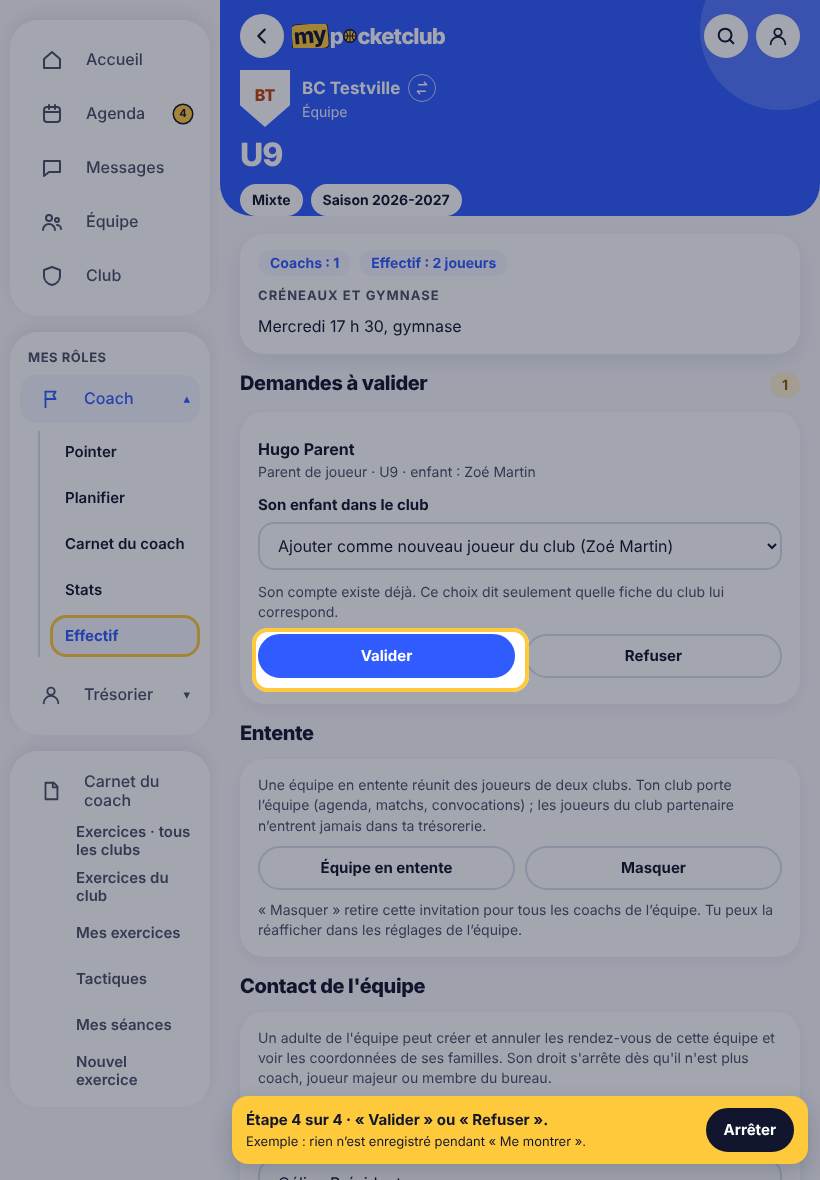 Accueil
Agenda
4
Messages
Équipe
Club
MES RÔLES
Coach
Pointer
Planifier
Carnet du coach
Stats
Effectif
Trésorier
Carnet du
coach
Exercices · tous
les clubs
Exercices du
club
Mes exercices
Tactiques
Mes séances
Nouvel
exercice
mypocketclub
BT
BC Testville
Équipe
U9
Mixte
Saison 2026-2027
Coachs : 1
Effectif : 2 joueurs
CRÉNEAUX ET GYMNASE
Mercredi 17 h 30, gymnase
Demandes à valider
1
Hugo Parent
Parent de joueur · U9 · enfant : Zoé Martin
Son enfant dans le club
Ajouter comme nouveau joueur du club (Zoé Martin)
Son compte existe déjà. Ce choix dit seulement quelle fiche du club lui
correspond.
Valider
Refuser
Entente
Une équipe en entente réunit des joueurs de deux clubs. Ton club porte
l’équipe (agenda, matchs, convocations) ; les joueurs du club partenaire
n’entrent jamais dans ta trésorerie.
Équipe en entente
Masquer
« Masquer » retire cette invitation pour tous les coachs de l’équipe. Tu peux la
réafficher dans les réglages de l’équipe.
Contact de l'équipe
Un adulte de l'équipe peut créer et annuler les rendez-vous de cette équipe et
voir les coordonnées de ses familles. Son droit s'arrête dès qu'il n'est plus
coach, joueur majeur ou membre du bureau.
Étape 4 sur 4 · « Valider » ou « Refuser ».
Exemple : rien n’est enregistré pendant « Me montrer ».
Arrêter